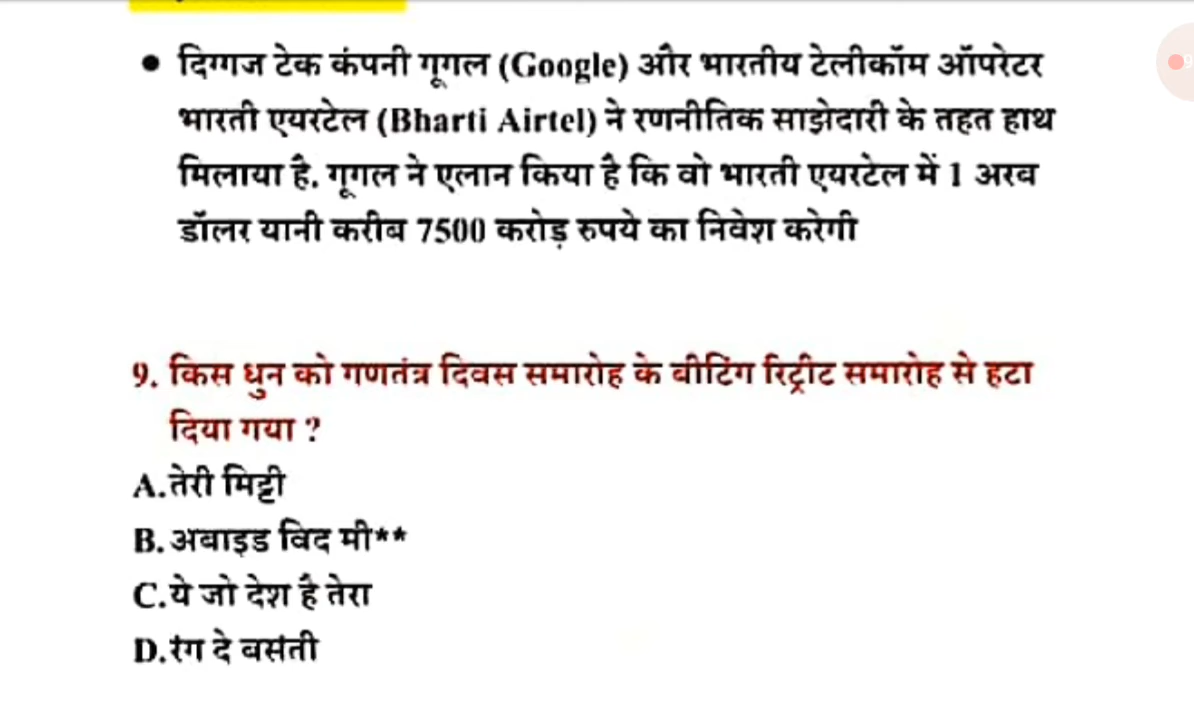 • दिग्गज टेक कंपनी गूगल (Google) और भारतीय टेलीकॉम ऑपरेटर
भारती एयरटेल (Bharti Airtel) ने रणनीतिक साझेदारी के तहत हाथ
मिलाया है. गूगल ने एलान किया है कि वो भारती एयरटेल में 1 अरब
डॉलर यानी करीब 7500 करोड़ रुपये का निवेश करेगी
9. किस धुन को गणतंत्र दिवस समारोह के बीटिंग रिट्रीट समारोह से हटा
दिया गया ?
A.तेरी मिट्टी
B.अबाइड विद मी**
C.ये जो देश है तेरा
D.रंग दे बसंती